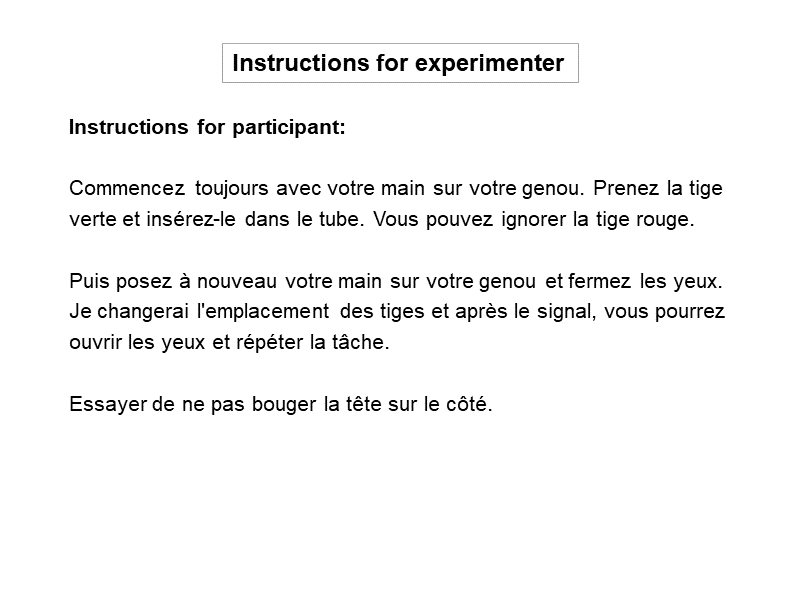 Instructions for experimenter
Instructions for participant:
Commencez toujours avec votre main sur votre genou. Prenez la tige
verte et insérez-le dans le tube. Vous pouvez ignorer la tige rouge.
Puis posez à nouveau votre main sur votre genou et fermez les yeux.
Je changerai l'emplacement des tiges et après le signal, vous pourrez
ouvrir les yeux et répéter la tâche.
Essayer de ne pas bouger la tête sur le côté.